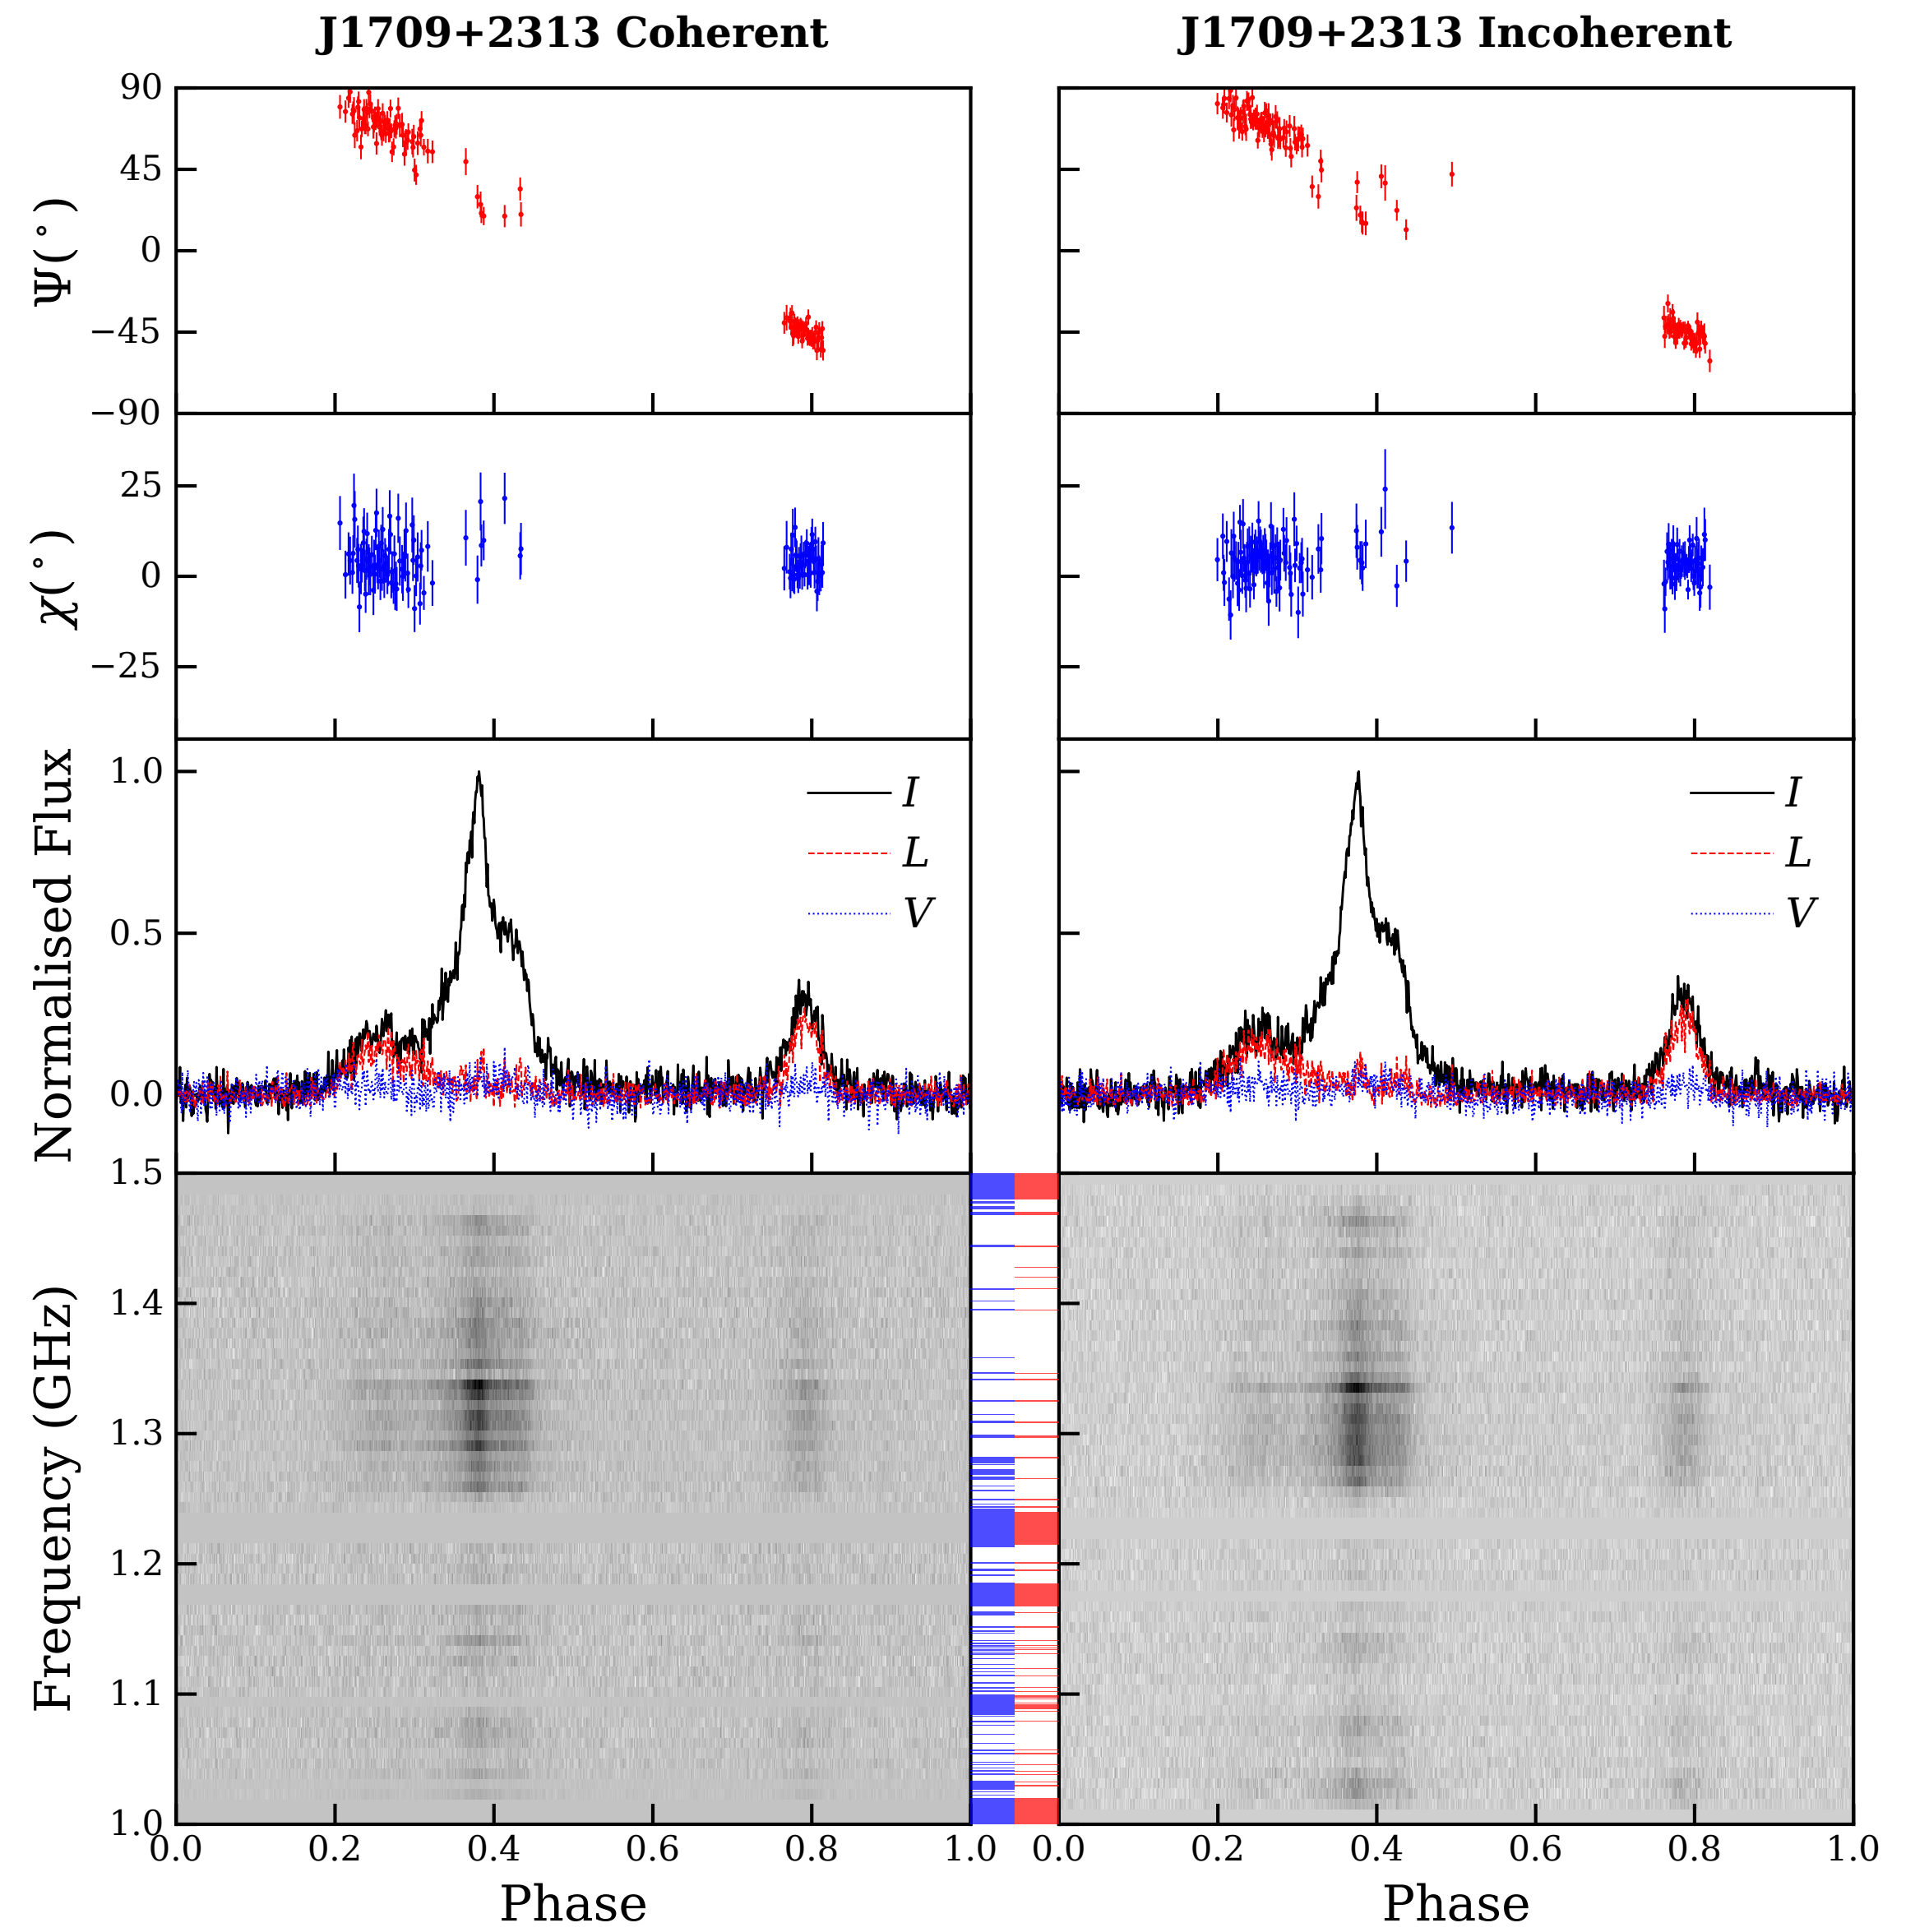 J1709+2313 Coherent
J1709+2313 Incoherent
90
45
0
−45
−90
Ψ(°)
25
0
−25
χ(°)
1.0
0.5
0.0
Normalised Flux
I
L
V
I
L
V
1.5
1.4
1.3
1.2
1.1
1.0
Frequency (GHz)
0.0 0.2 0.4 0.6 0.8 1.0 0.0 0.2 0.4 0.6 0.8 1.0
Phase
Phase